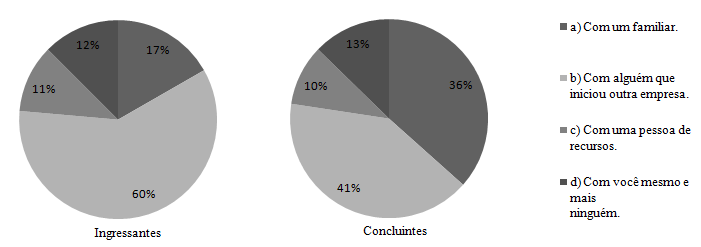 12%
17%
11%
60%
Ingressantes
13%
36%
10%
41%
Concluintes
a) Com um familiar.
b) Com alguém que
iniciou outra empresa.
c) Com uma pessoa de
recursos.
d) Com você mesmo e
mais
ninguém.